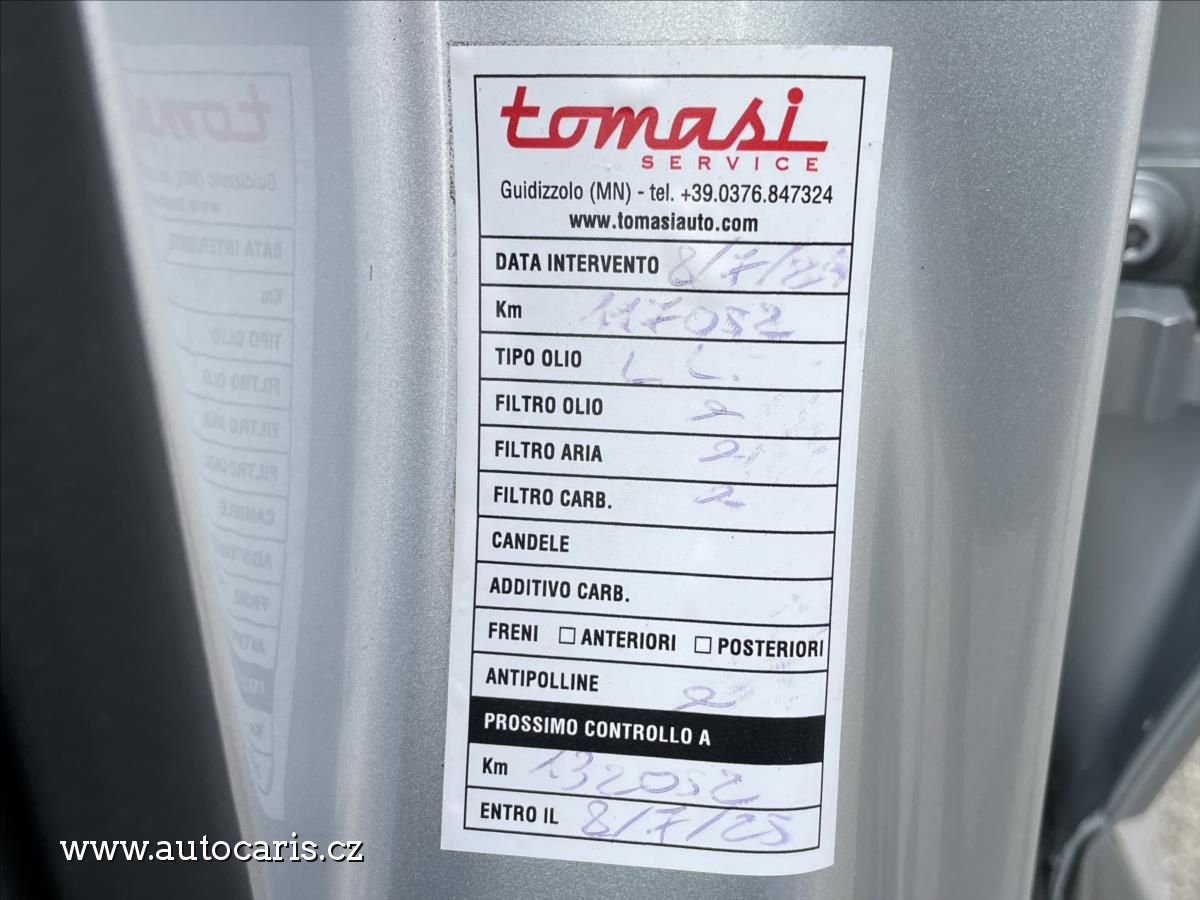 tomasi
SERVICE
Guidizzolo (MN) - tel. +39.0376.847324
www.tomasiauto.com
DATA INTERVENTO 8/7/24
Km 117052
TIPO OLIO L L.
FILTRO OLIO
FILTRO ARIA
FILTRO CARB.
CANDELE
ADDITIVO CARB.
FRENI ☐ ANTERIORI ☐ POSTERIORI
ANTIPOLLINE
PROSSIMO CONTROLLO A
Km 132052
ENTRO IL 8/7/25
www.autocaris.cz